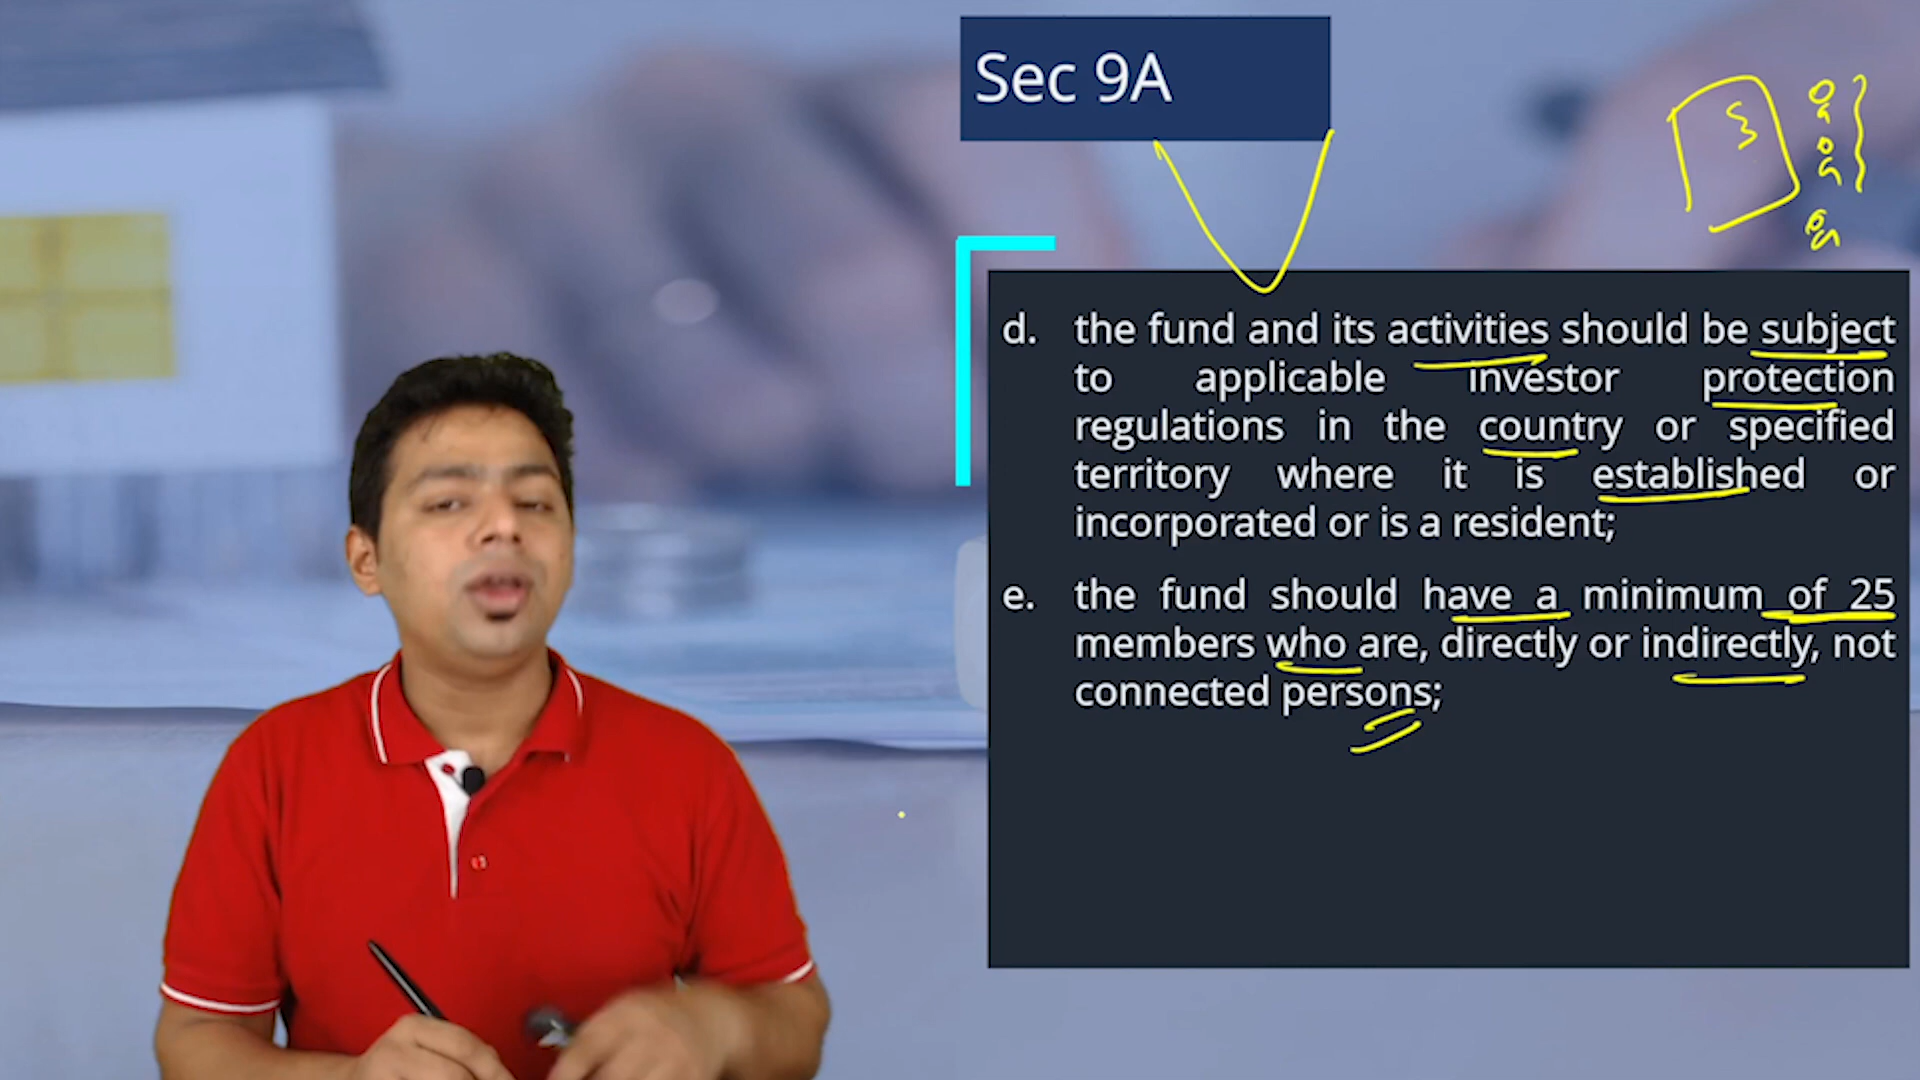 Sec 9A
d. the fund and its activities should be subject
to applicable investor protection
regulations in the country or specified
territory where it is established or
incorporated or is a resident;
e. the fund should have a minimum of 25
members who are, directly or indirectly, not
connected persons;